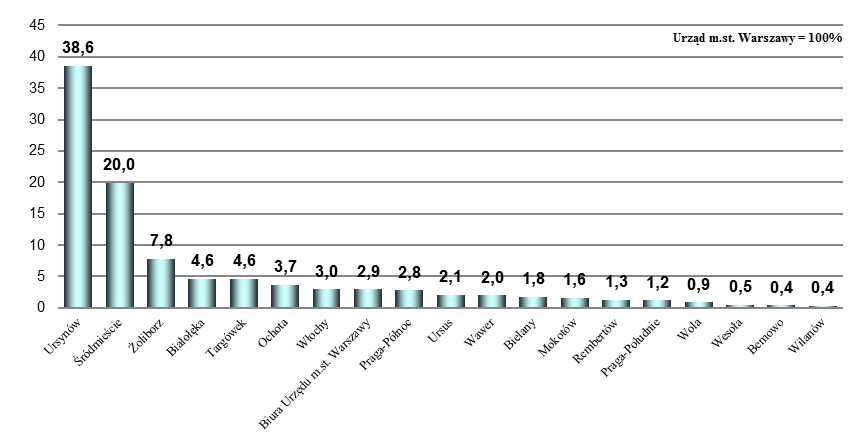 45
Urząd m.st. Warszawy = 100%
40
38,6
35
30
25
20,0
20
15
10
7,8
4,6
4,6
3,7
3,0
2,9
2,8
2,1
2,0
1,8
1,6
1,3
1,2
0,9
0,5
0,4
0,4
5
0
Ursynów
Śródmieście
Żoliborz
Białołęka
Targówek
Ochota
Włochy
Biura Urzędu m.st. Warszawy
Praga-Północ
Ursus
Wawer
Bielany
Mokotów
Rembertów
Praga-Południe
Wola
Wesoła
Bemowo
Wilanów